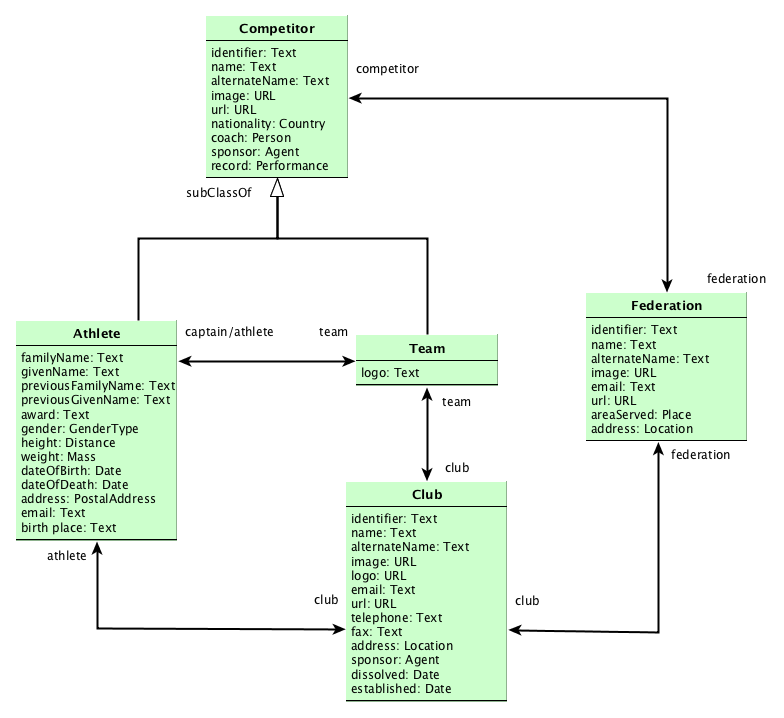 Competitor
identifier: Text
name: Text
alternateName: Text
image: URL
url: URL
nationality: Country
coach: Person
sponsor: Agent
record: Performance
competitor
subClassOf
federation
Federation
identifier: Text
name: Text
alternateName: Text
image: URL
email: Text
url: URL
areaServed: Place
address: Location
federation
Athlete
familyName: Text
givenName: Text
previousFamilyName: Text
previousGivenName: Text
award: Text
gender: GenderType
height: Distance
weight: Mass
dateOfBirth: Date
dateOfDeath: Date
address: PostalAddress
email: Text
birth place: Text
captain/athlete
team
Team
logo: Text
team
club
athlete
club
Club
identifier: Text
name: Text
alternateName: Text
image: URL
logo: URL
email: Text
url: URL
telephone: Text
fax: Text
address: Location
sponsor: Agent
dissolved: Date
established: Date
club